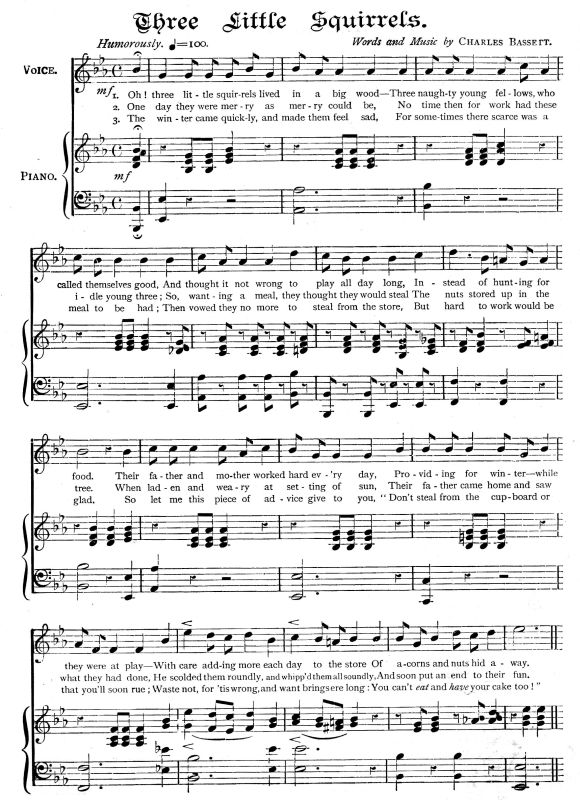 Three Little Squirrels.
Humorously. ♩=100.
Words and Music by CHARLES BASSETT.
VOICE.
mf
1. Oh! three lit - tle squir-rels lived in a big wood—Three naugh-ty young fel - lows, who
2. One day they were mer - ry as mer - ry could be, No time then for work had these
3. The win - ter came quick-ly, and made them feel sad, For some-times there scarce was a
PIANO.
mf
called themselves good, And thought it not wrong to play all day long, In - stead of hunt-ing for
i - dle young three; So, want - ing a meal, they thought they would steal The nuts stored up in the
meal to be had; Then vowed they no more to steal from the store, But hard to work would be
food. Their fa - ther and mo-ther worked hard ev - 'ry day, Pro - vid - ing for win-ter—while
tree. When lad - en and wea - ry at set - ting of sun, Their fa - ther came home and saw
glad. So let me this piece of ad - vice give to you, "Don't steal from the cup-board or
they were at play—With care add-ing more each day to the store Of a-corns and nuts hid a - way.
what they had done, He scolded them roundly, and whipp'd them all soundly, And soon put an end to their fun.
that you'll soon rue; Waste not, for 'tis wrong, and want brings ere long: You can't eat and have your cake too!"